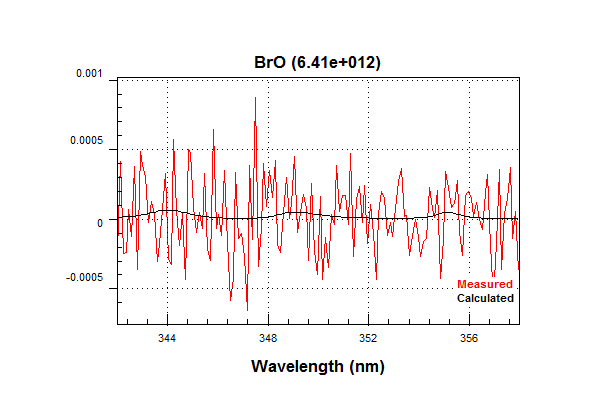 BrO (6.41e+012)
0.001
0.0005
0
-0.0005
Measured
Calculated
344
348
352
356
Wavelength (nm)